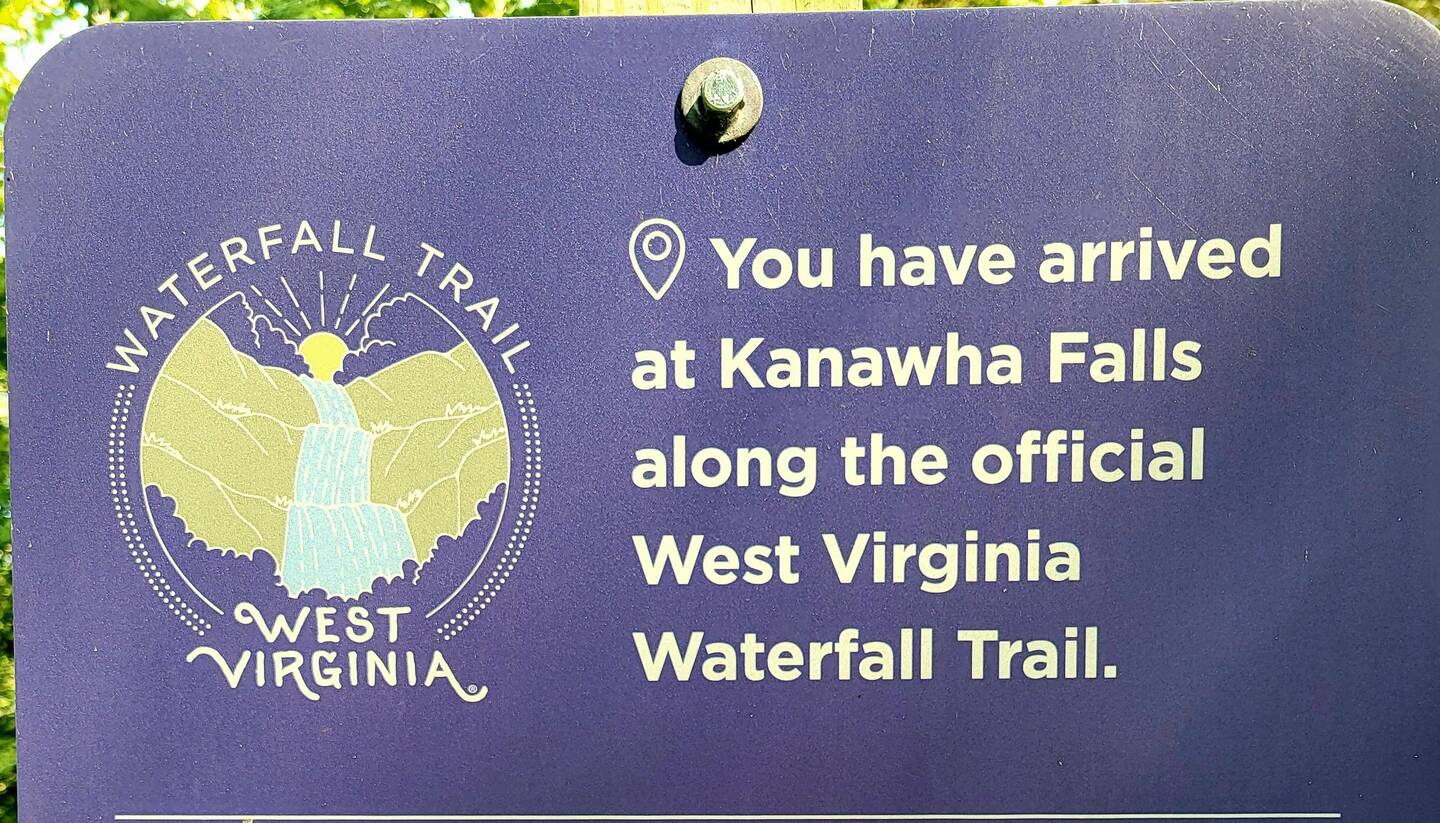 WATERFALL TRAIL
WEST
VIRGINIA®
You have arrived
at Kanawha Falls
along the official
West Virginia
Waterfall Trail.